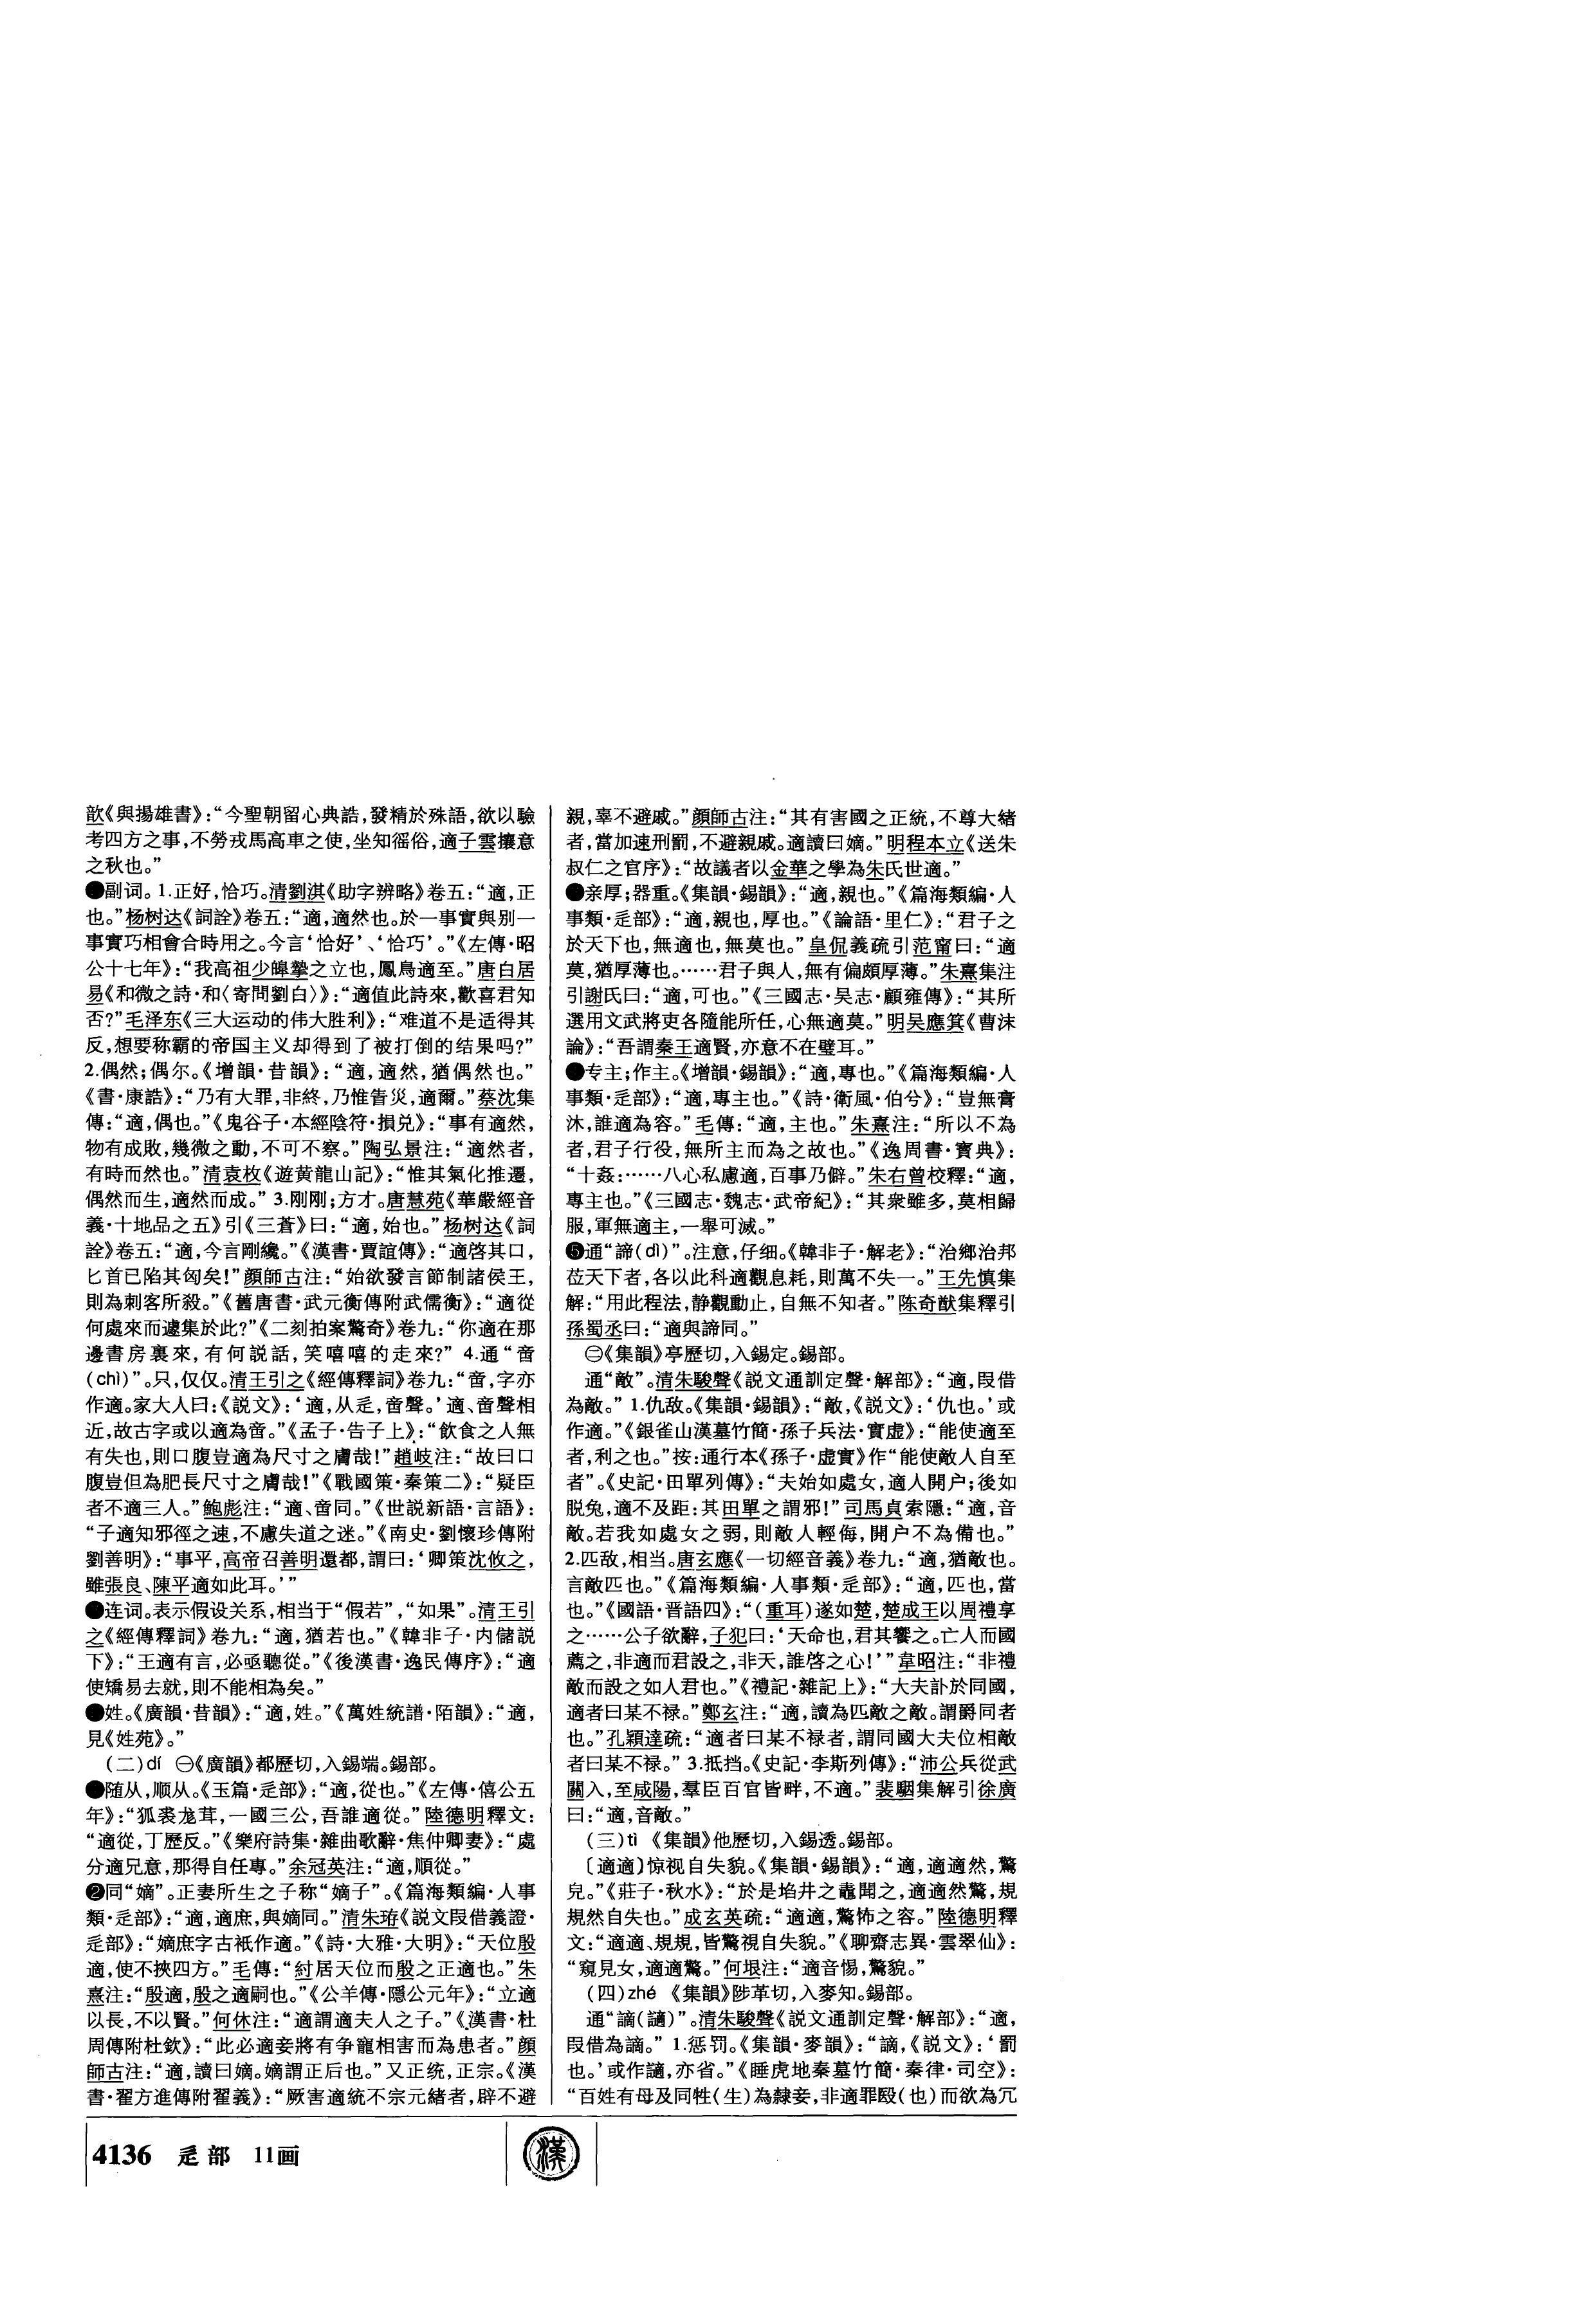 歆《與揚雄書》：“今聖朝留心典誥，發精於殊語，欲以驗
考四方之事，不勞戎馬高車之使，坐知徭俗，適子雲攘意
之秋也。”
●副词。1.正好，恰巧。清劉淇《助字辨略》卷五：“適，正
也。”杨树达《詞詮》卷五：“適，適然也。於一事實與别一
事實巧相會合時用之。今言‘恰好’、‘恰巧’。”《左傳·昭
公十七年》：“我高祖少皞摯之立也，鳳鳥適至。”唐白居
易《和微之詩·和〈寄問劉白〉》：“適值此詩來，歡喜君知
否？”毛泽东《三大运动的伟大胜利》：“难道不是适得其
反，想要称霸的帝国主义却得到了被打倒的结果吗？”
2.偶然；偶尔。《增韻·昔韻》：“適，適然，猶偶然也。”
《書·康誥》：“乃有大罪，非終，乃惟眚災，適爾。”蔡沈集
傳：“適，偶也。”《鬼谷子·本經陰符·損兑》：“事有適然，
物有成敗，幾微之動，不可不察。”陶弘景注：“適然者，
有時而然也。”清袁枚《遊黄龍山記》：“惟其氣化推遷，
偶然而生，適然而成。”3.刚刚；方才。唐慧苑《華嚴經音
義·十地品之五》引《三蒼》曰：“適，始也。”杨树达《詞
詮》卷五：“適，今言剛纔。”《漢書·賈誼傳》：“適啓其口，
匕首已陷其匈矣！”顔師古注：“始欲發言節制諸侯王，
則為刺客所殺。”《舊唐書·武元衡傳附武儒衡》：“適從
何處來而遽集於此？”《二刻拍案驚奇》卷九：“你適在那
邊書房裏來，有何説話，笑嘻嘻的走來？”4.通“啻
(chì)”。只，仅仅。清王引之《經傳釋詞》卷九：“啻，字亦
作適。家大人曰：《説文》：‘適，从辵，啻聲。’適、啻聲相
近，故古字或以適為啻。”《孟子·告子上》：“飲食之人無
有失也，則口腹豈適為尺寸之膚哉！”趙岐注：“故曰口
腹豈但為肥長尺寸之膚哉！”《戰國策·秦策二》：“疑臣
者不適三人。”鮑彪注：“適、啻同。”《世説新語·言語》：
“子適知邪徑之速，不慮失道之迷。”《南史·劉懷珍傳附
劉善明》：“事平，高帝召善明還都，謂曰：‘卿策沈攸之，
雖張良、陳平適如此耳。’”
●连词。表示假设关系，相当于“假若”，“如果”。清王引
之《經傳釋詞》卷九：“適，猶若也。”《韓非子·内儲説
下》：“王適有言，必亟聽從。”《後漢書·逸民傳序》：“適
使矯易去就，則不能相為矣。”
●姓。《廣韻·昔韻》：“適，姓。”《萬姓統譜·陌韻》：“適，
見《姓苑》。”
（二）dí ㊀《廣韻》都歷切，入錫端。錫部。
●随从，顺从。《玉篇·辵部》：“適，從也。”《左傳·僖公五
年》：“狐裘尨茸，一國三公，吾誰適從。”陸德明釋文：
“適從，丁歷反。”《樂府詩集·雜曲歌辭·焦仲卿妻》：“處
分適兄意，那得自任專。”余冠英注：“適，順從。”
❷同“嫡”。正妻所生之子称“嫡子”。《篇海類編·人事
類·辵部》：“適，適庶，與嫡同。”清朱珔《説文叚借義證·
辵部》：“嫡庶字古衹作適。”《詩·大雅·大明》：“天位殷
適，使不挾四方。”毛傳：“紂居天位而殷之正適也。”朱
熹注：“殷適，殷之適嗣也。”《公羊傳·隱公元年》：“立適
以長，不以賢。”何休注：“適謂適夫人之子。”《漢書·杜
周傳附杜欽》：“此必適妾將有争寵相害而為患者。”顔
師古注：“適，讀曰嫡。嫡謂正后也。”又正统，正宗。《漢
書·翟方進傳附翟義》：“厥害適統不宗元緒者，辟不避
親，辜不避戚。”顔師古注：“其有害國之正統，不尊大緒
者，當加速刑罰，不避親戚。適讀曰嫡。”明程本立《送朱
叔仁之官序》：“故議者以金華之學為朱氏世適。”
●亲厚；器重。《集韻·錫韻》：“適，親也。”《篇海類編·人
事類·辵部》：“適，親也，厚也。”《論語·里仁》：“君子之
於天下也，無適也，無莫也。”皇侃義疏引范甯曰：“適
莫，猶厚薄也。……君子與人，無有偏頗厚薄。”朱熹集注
引謝氏曰：“適，可也。”《三國志·吴志·顧雍傳》：“其所
選用文武將吏各隨能所任，心無適莫。”明吴應箕《曹沫
論》：“吾謂秦王適賢，亦意不在璧耳。”
●专主；作主。《增韻·錫韻》：“適，專也。”《篇海類編·人
事類·辵部》：“適，專主也。”《詩·衛風·伯兮》：“豈無膏
沐，誰適為容。”毛傳：“適，主也。”朱熹注：“所以不為
者，君子行役，無所主而為之故也。”《逸周書·寶典》：
“十姦：……八心私慮適，百事乃僻。”朱右曾校釋：“適，
專主也。”《三國志·魏志·武帝紀》：“其衆雖多，莫相歸
服，軍無適主，一舉可滅。”
❺通“諦(dì)”。注意，仔细。《韓非子·解老》：“治鄉治邦
莅天下者，各以此科適觀息耗，則萬不失一。”王先慎集
解：“用此程法，静觀動止，自無不知者。”陈奇猷集釋引
孫蜀丞曰：“適與諦同。”
㊁《集韻》亭歷切，入錫定。錫部。
通“敵”。清朱駿聲《説文通訓定聲·解部》：“適，叚借
為敵。”1.仇敌。《集韻·錫韻》：“敵，《説文》：‘仇也。’或
作適。”《銀雀山漢墓竹簡·孫子兵法·實虚》：“能使適至
者，利之也。”按：通行本《孫子·虚實》作“能使敵人自至
者”。《史記·田單列傳》：“夫始如處女，適人開户；後如
脱兔，適不及距：其田單之謂邪！”司馬貞索隱：“適，音
敵。若我如處女之弱，則敵人輕侮，開户不為備也。”
2.匹敌，相当。唐玄應《一切經音義》卷九：“適，猶敵也。
言敵匹也。”《篇海類編·人事類·辵部》：“適，匹也，當
也。”《國語·晋語四》：“（重耳）遂如楚，楚成王以周禮享
之……公子欲辭，子犯曰：‘天命也，君其饗之。亡人而國
薦之，非適而君設之，非天，誰啓之心！’”韋昭注：“非禮
敵而設之如人君也。”《禮記·雜記上》：“大夫訃於同國，
適者曰某不禄。”鄭玄注：“適，讀為匹敵之敵。謂爵同者
也。”孔穎達疏：“適者曰某不禄者，謂同國大夫位相敵
者曰某不禄。”3.抵挡。《史記·李斯列傳》：“沛公兵從武
關入，至咸陽，羣臣百官皆畔，不適。”裴駰集解引徐廣
曰：“適，音敵。”
（三）tì 《集韻》他歷切，入錫透。錫部。
〔適適〕惊视自失貌。《集韻·錫韻》：“適，適適然，驚
皃。”《莊子·秋水》：“於是埳井之鼃聞之，適適然驚，規
規然自失也。”成玄英疏：“適適，驚怖之容。”陸德明釋
文：“適適、規規，皆驚視自失貌。”《聊齋志異·雲翠仙》：
“窺見女，適適驚。”何垠注：“適音惕，驚貌。”
（四）zhé 《集韻》陟革切，入麥知。錫部。
通“謫（讁）”。清朱駿聲《説文通訓定聲·解部》：“適，
叚借為謫。”1.惩罚。《集韻·麥韻》：“謫，《説文》：‘罰
也。’或作讁，亦省。”《睡虎地秦墓竹簡·秦律·司空》：
“百姓有母及同牲（生）為隸妾，非適罪殹（也）而欲為冗
4136 辵部 11画
漢